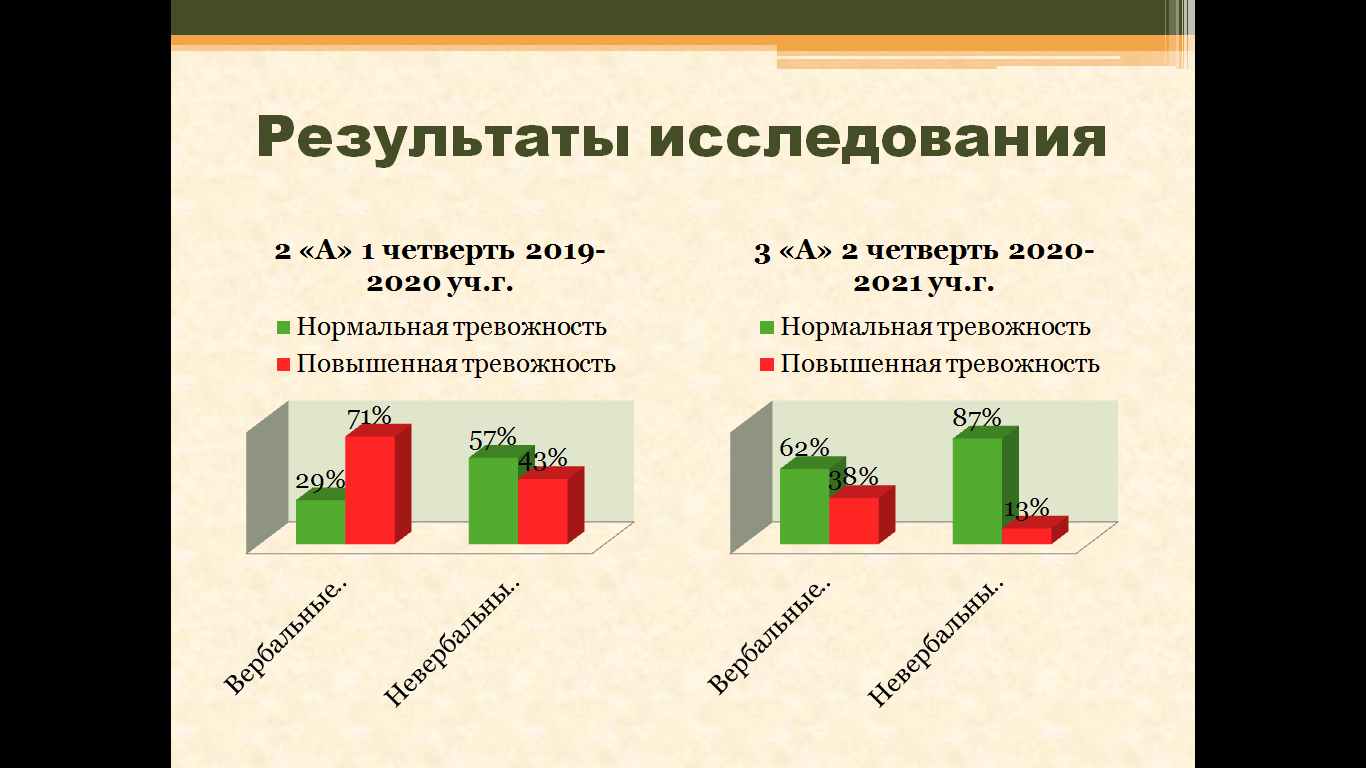 Результаты исследования
2 «А» 1 четверть 2019-
2020 уч.г.
Нормальная тревожность
Повышенная тревожность
71%
29%
57%
43%
Вербальные..
Невербальны..
3 «А» 2 четверть 2020-
2021 уч.г.
Нормальная тревожность
Повышенная тревожность
62%
38%
87%
13%
Вербальные..
Невербальны..